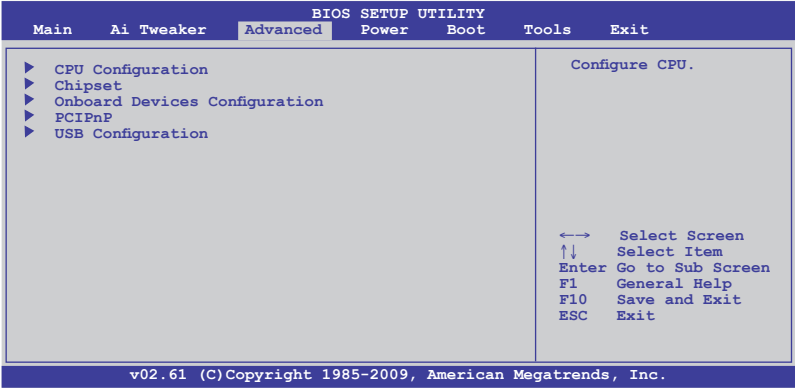 BIOS SETUP UTILITY
Main Ai Tweaker Advanced Power Boot Tools Exit
CPU Configuration
Chipset
Onboard Devices Configuration
PCIPnP
USB Configuration
Configure CPU.
←→ Select Screen
↑↓ Select Item
Enter Go to Sub Screen
F1 General Help
F10 Save and Exit
ESC Exit
v02.61 (C)Copyright 1985-2009, American Megatrends, Inc.